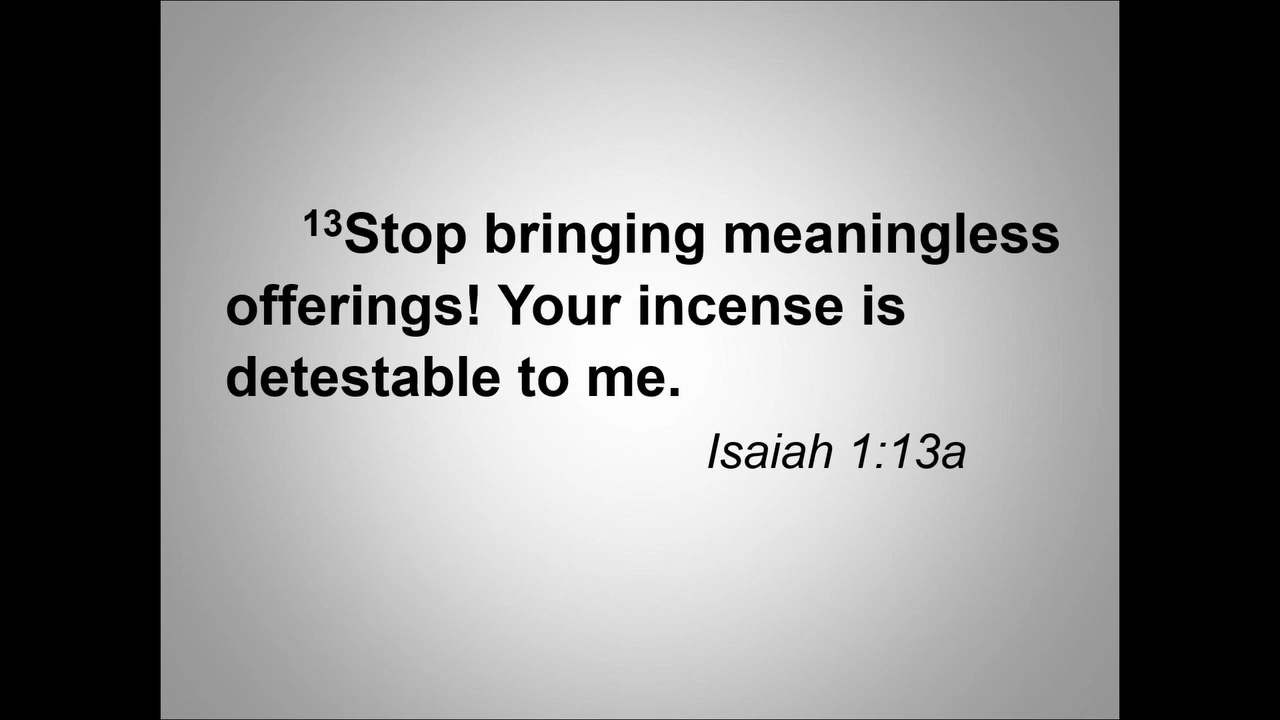 ¹³Stop bringing meaningless
offerings! Your incense is
detestable to me.
Isaiah 1:13a